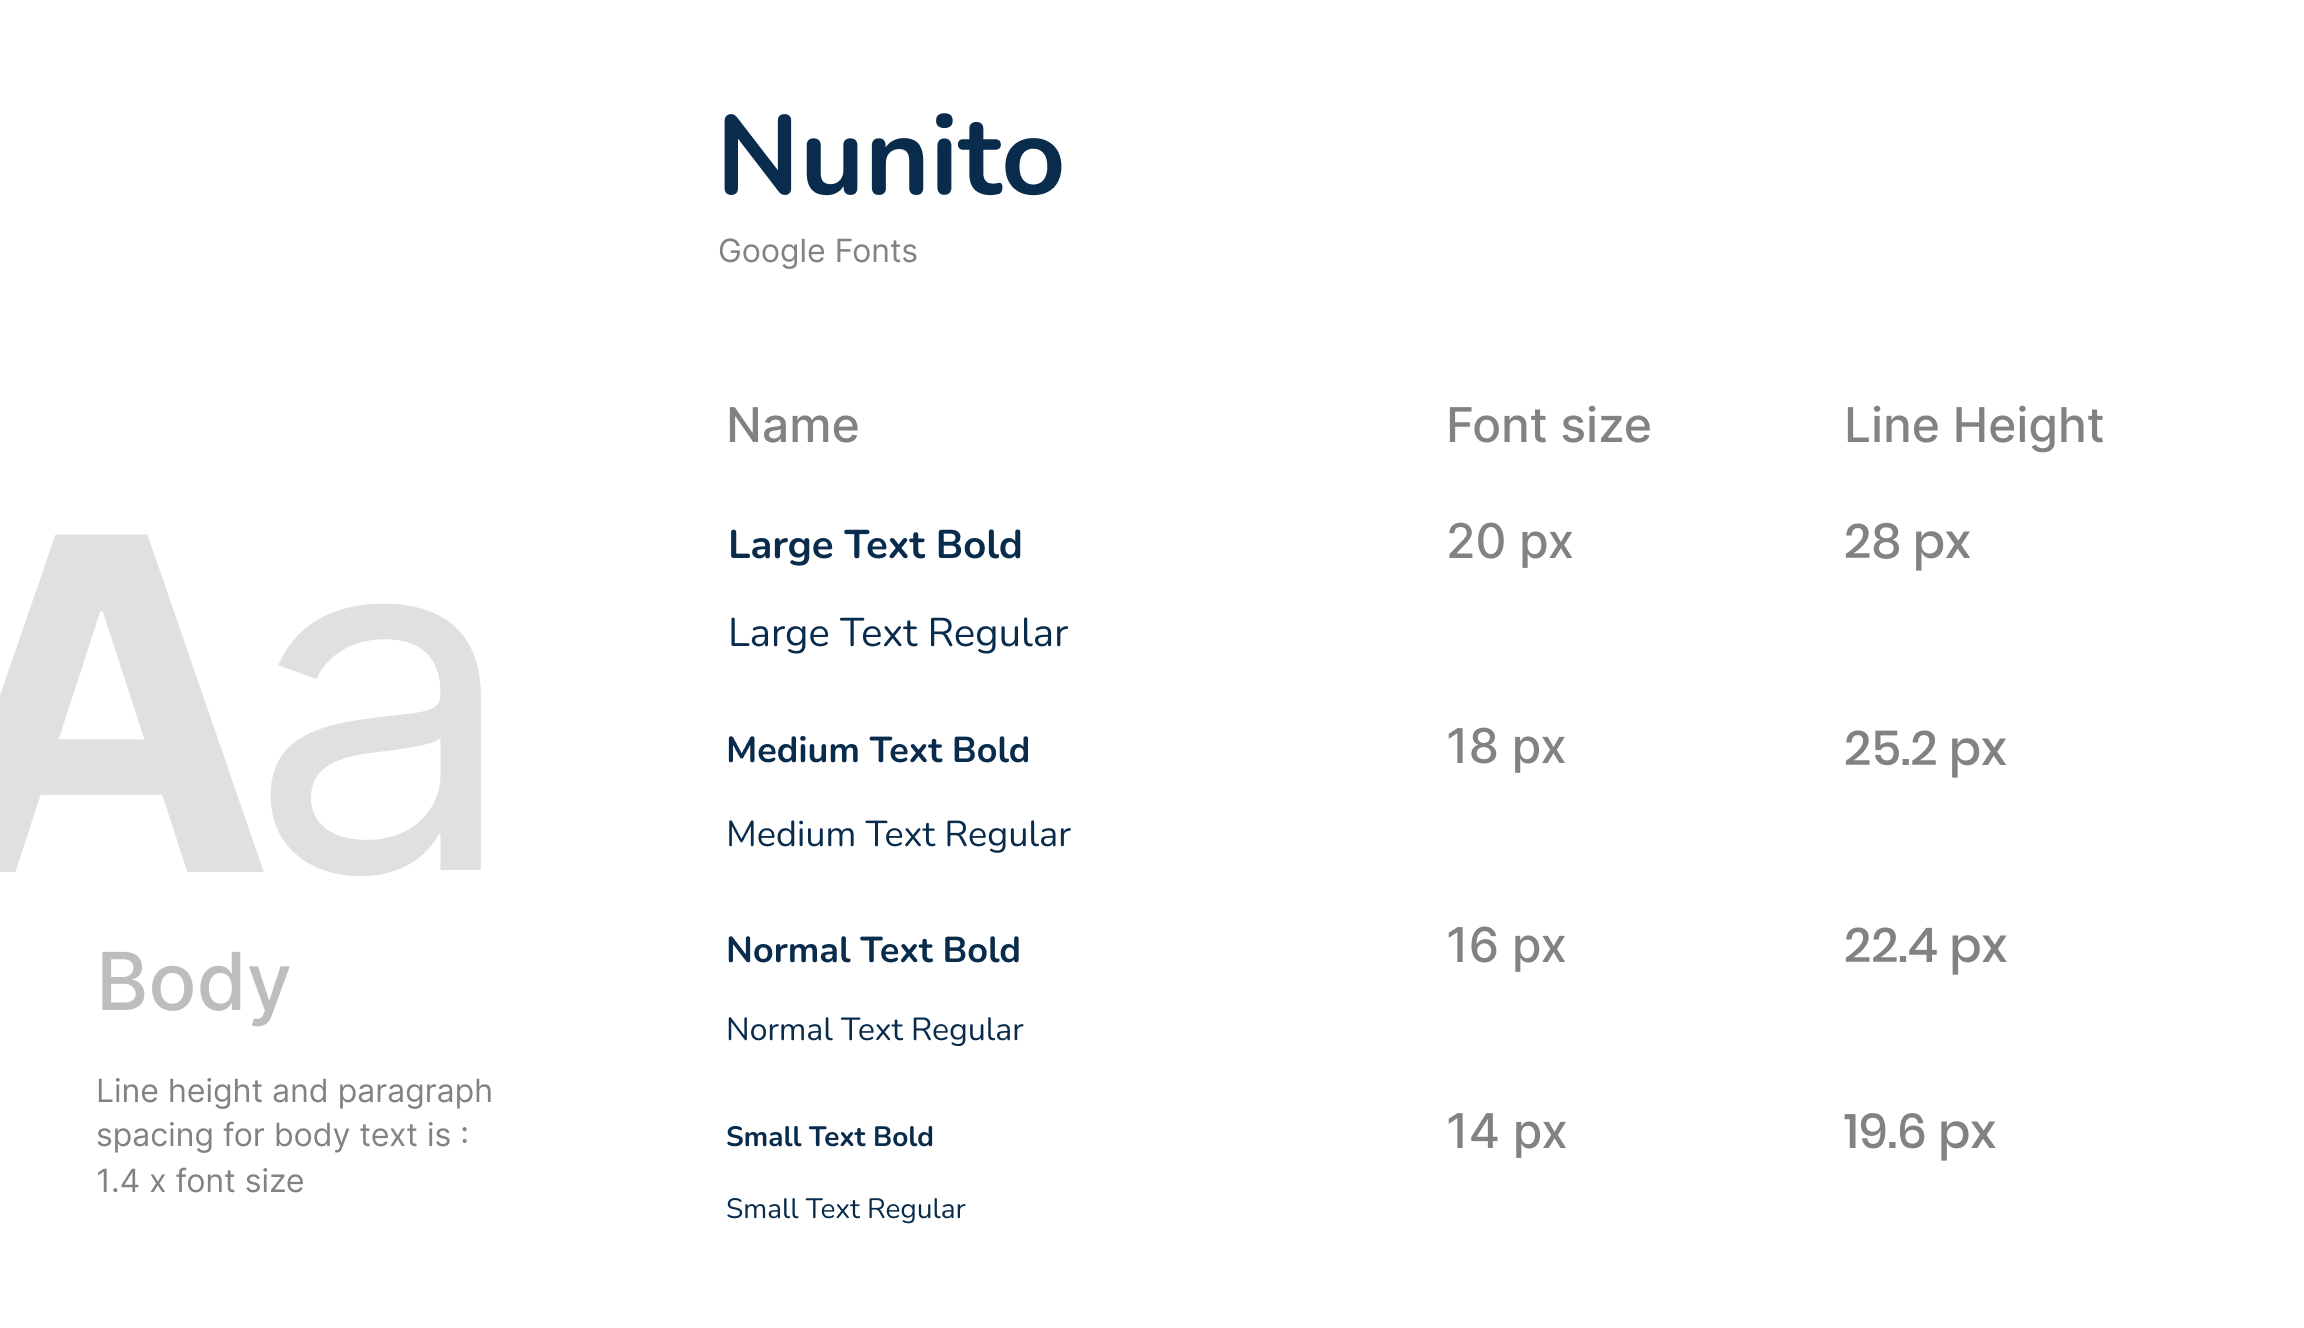 Nunito
Google Fonts
Name Font size Line Height
Large Text Bold 20 px 28 px
Large Text Regular
Medium Text Bold 18 px 25.2 px
Medium Text Regular
Normal Text Bold 16 px 22.4 px
Normal Text Regular
Small Text Bold 14 px 19.6 px
Small Text Regular
Aa
Body
Line height and paragraph
spacing for body text is :
1.4 x font size